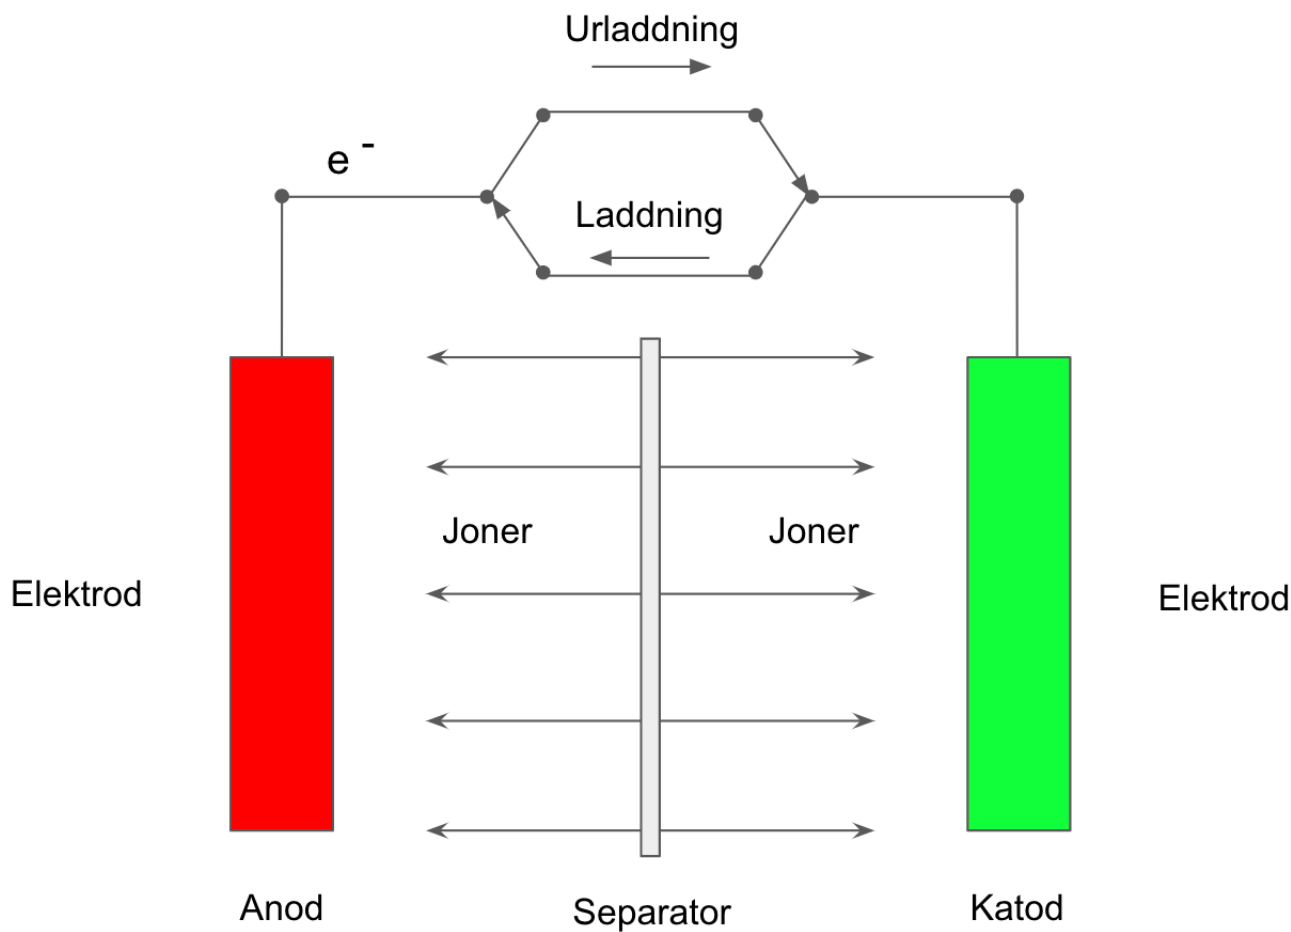 Urladdning
e -
Laddning
Joner
Joner
Elektrod
Elektrod
Anod
Separator
Katod